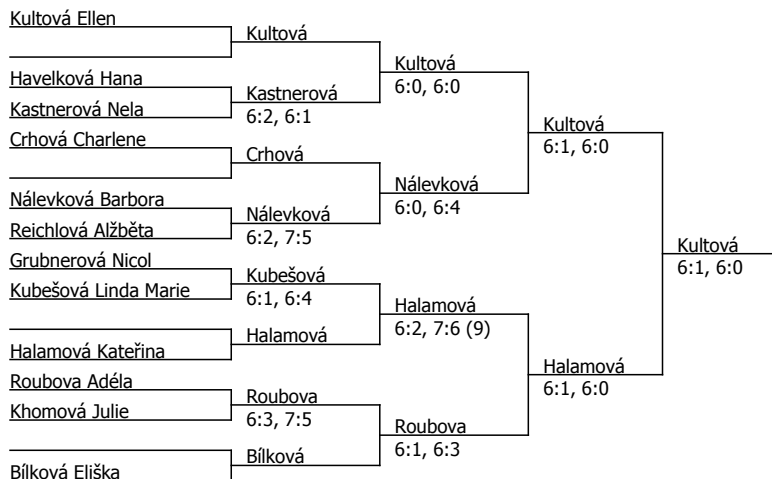 Kultová Ellen
Kultová
Havelková Hana
Kultová
6:0, 6:0
Kastnerová Nela
Kastnerová
6:2, 6:1
Crhová Charlene
Kultová
6:1, 6:0
Crhová
Nálevková Barbora
Nálevková
6:0, 6:4
Reichlová Alžběta
Nálevková
6:2, 7:5
Grubnerová Nicol
Kultová
6:1, 6:0
Kubešová Linda Marie
Kubešová
6:1, 6:4
Halamová
6:2, 7:6 (9)
Halamová Kateřina
Halamová
Roubova Adéla
Halamová
6:1, 6:0
Khomová Julie
Roubova
6:3, 7:5
Roubova
6:1, 6:3
Bílková Eliška
Bílková